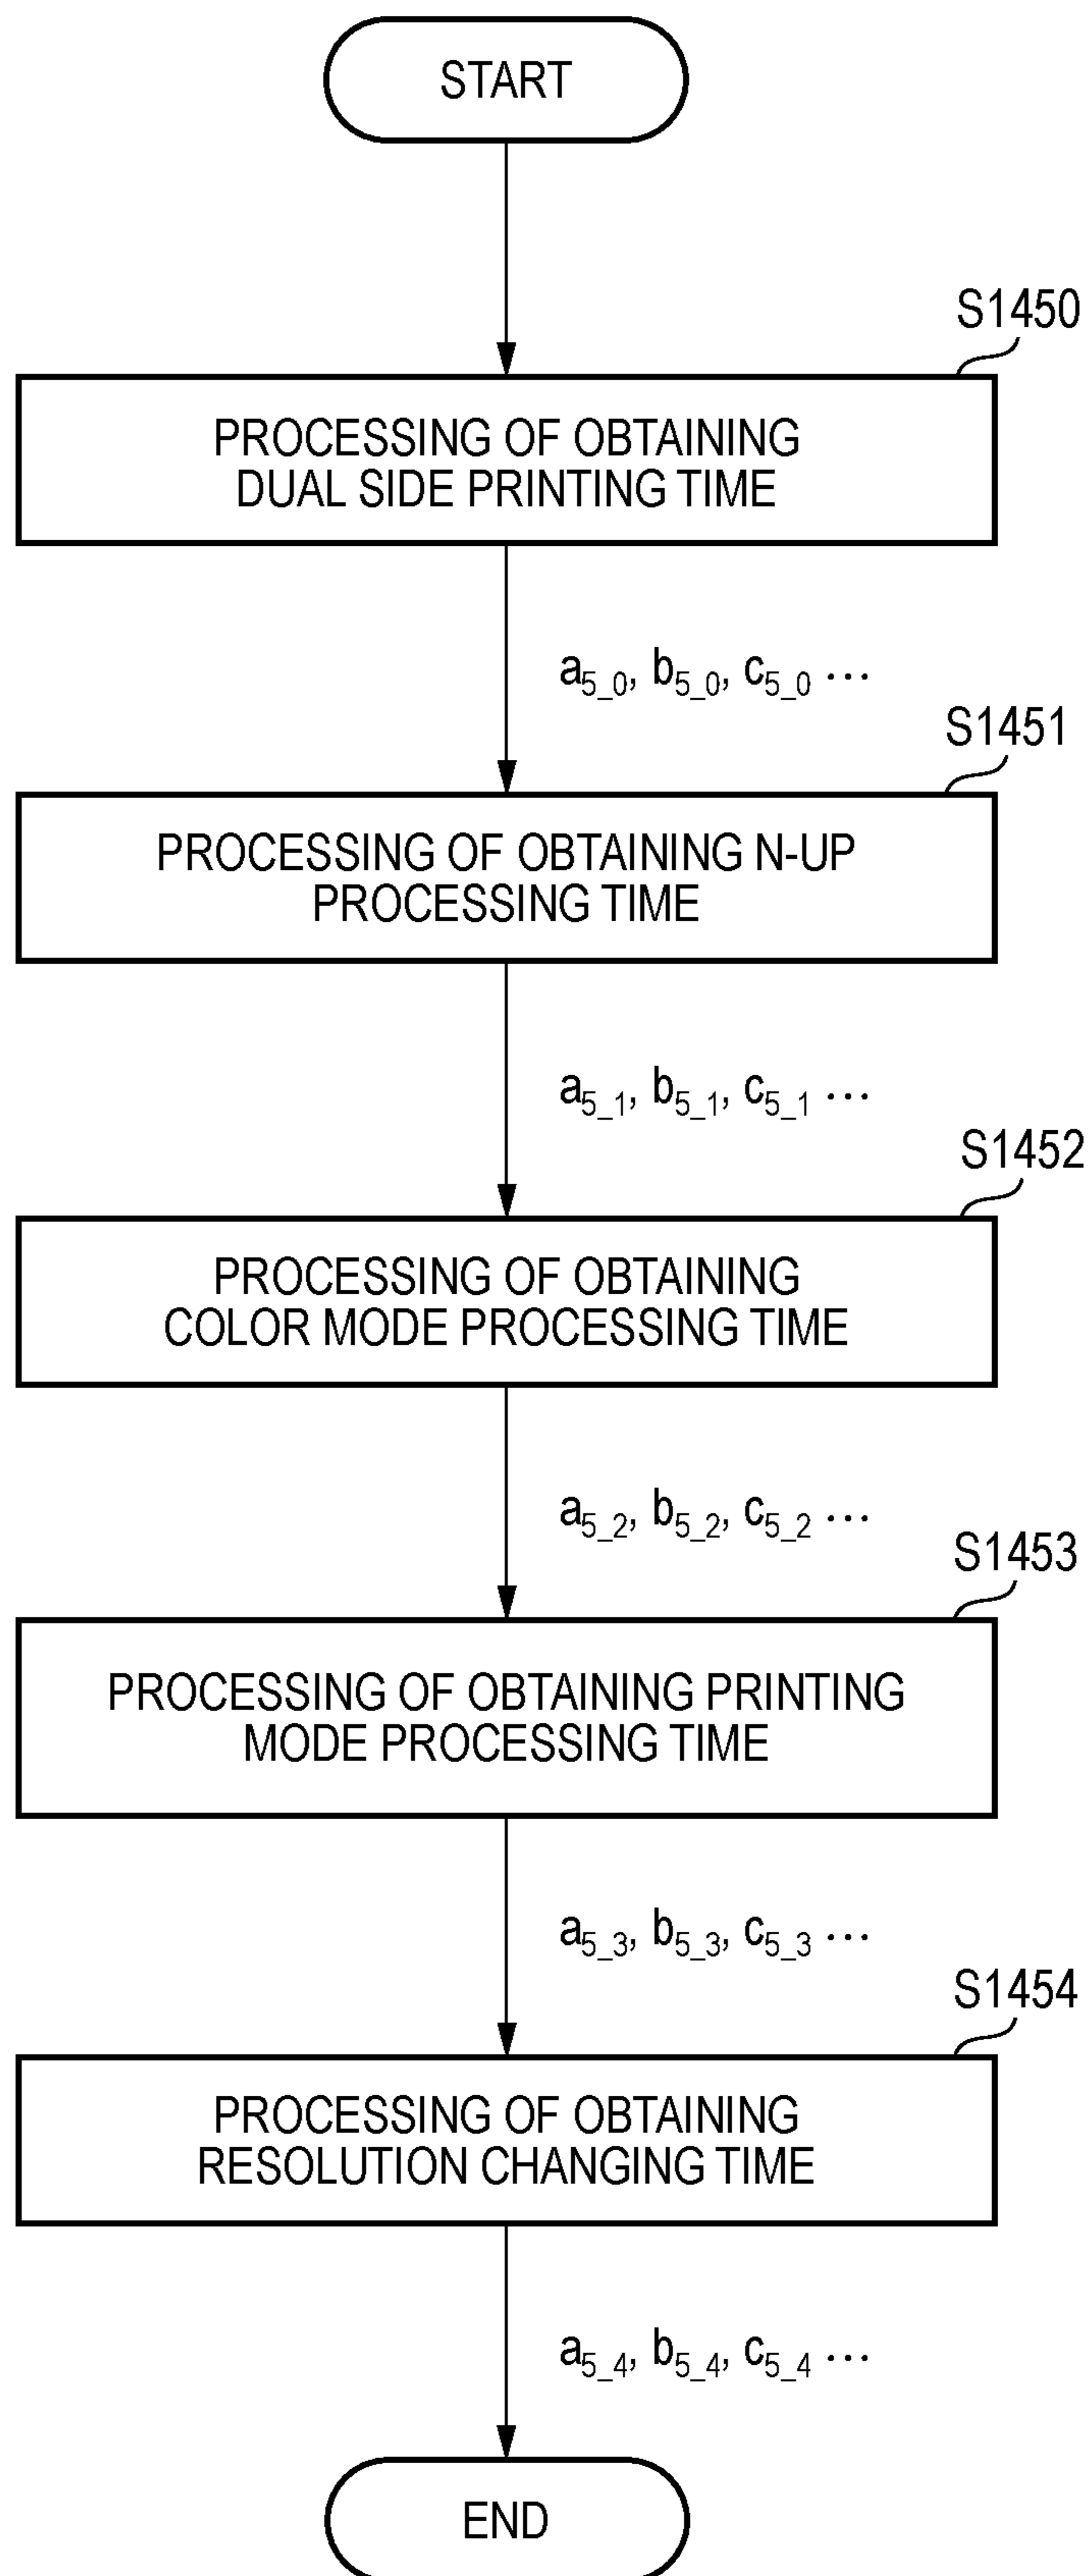 START
S1450
PROCESSING OF OBTAINING
DUAL SIDE PRINTING TIME
a5_0, b5_0, c5_0 ···
S1451
PROCESSING OF OBTAINING N-UP
PROCESSING TIME
a5_1, b5_1, c5_1 ···
S1452
PROCESSING OF OBTAINING
COLOR MODE PROCESSING TIME
a5_2, b5_2, c5_2 ···
S1453
PROCESSING OF OBTAINING PRINTING
MODE PROCESSING TIME
a5_3, b5_3, c5_3 ···
S1454
PROCESSING OF OBTAINING
RESOLUTION CHANGING TIME
a5_4, b5_4, c5_4 ···
END